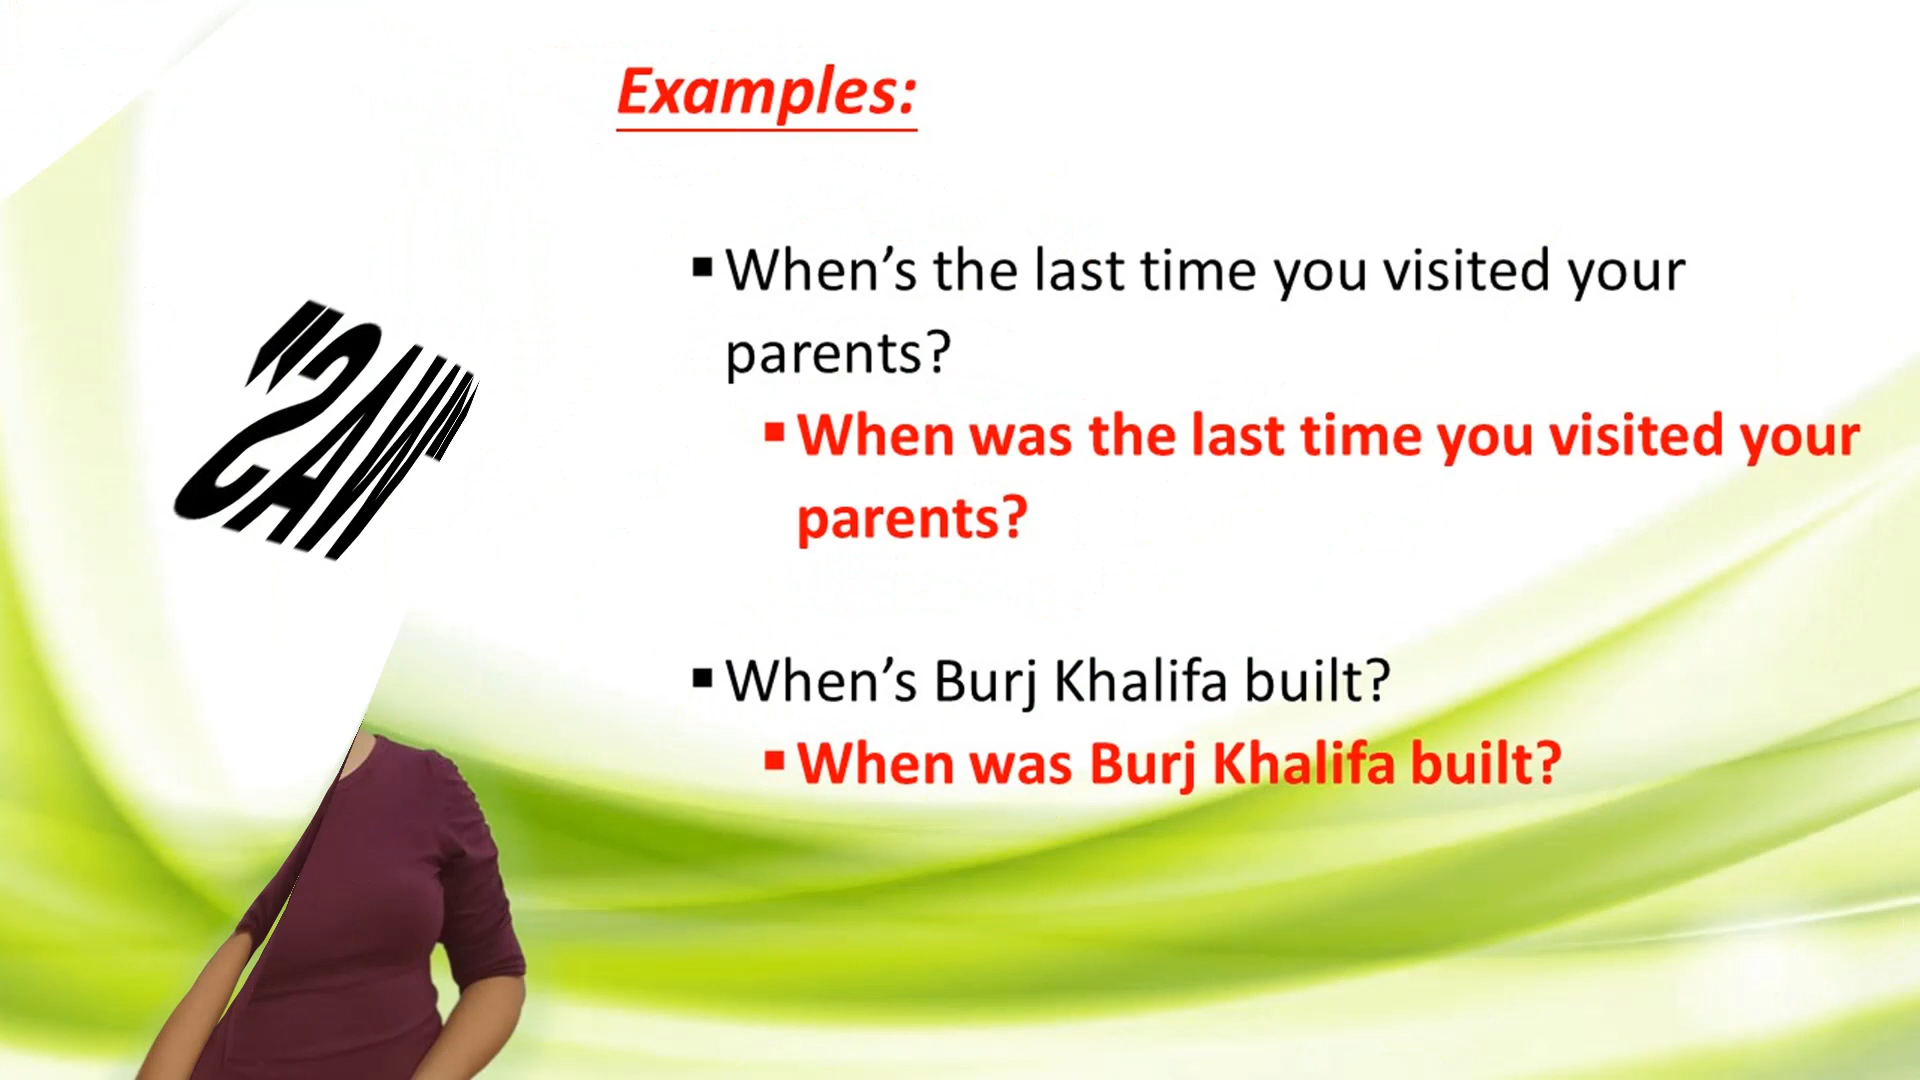 Examples:
"WAS"
▪ When’s the last time you visited your
parents?
▪ When was the last time you visited your
parents?
▪ When’s Burj Khalifa built?
▪ When was Burj Khalifa built?